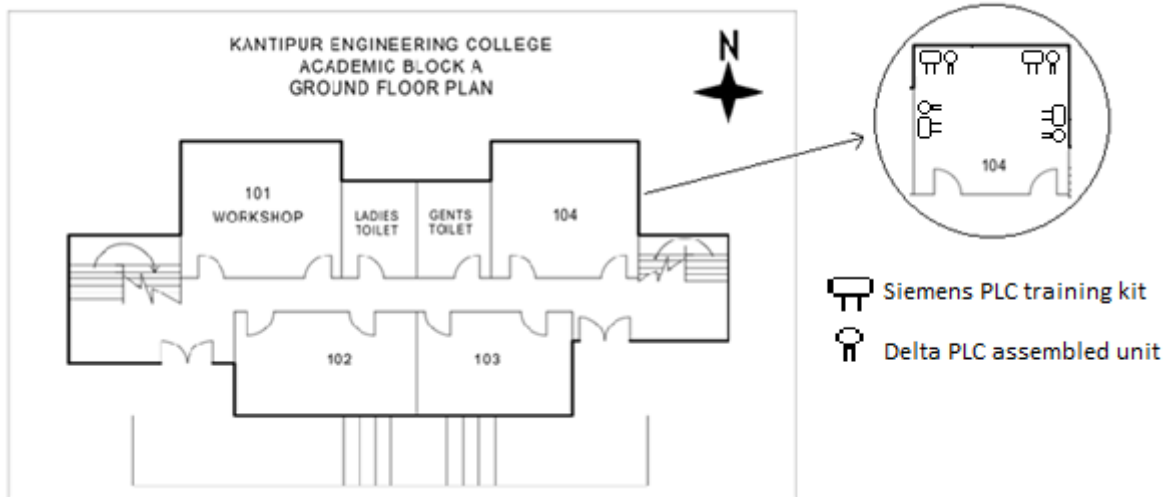 KANTIPUR ENGINEERING COLLEGE
ACADEMIC BLOCK A
GROUND FLOOR PLAN
N
101
WORKSHOP
LADIES
TOILET
GENTS
TOILET
104
102
103
104
Siemens PLC training kit
Delta PLC assembled unit